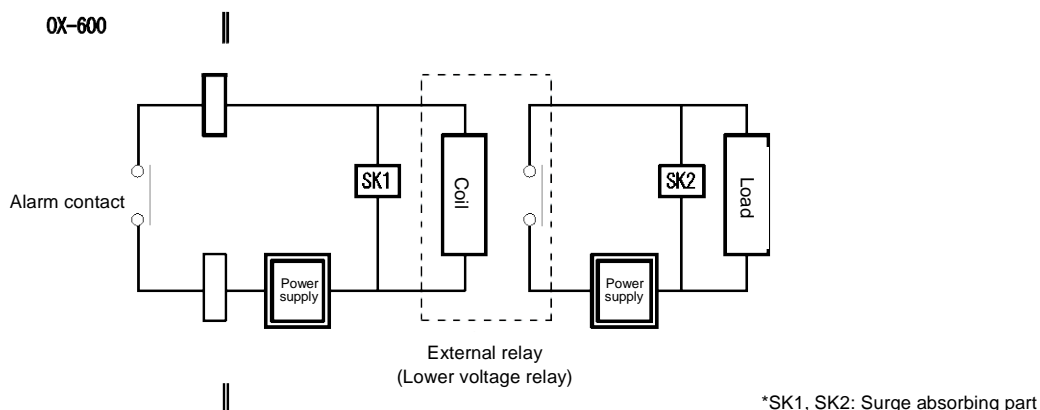 OX-600
Alarm contact
SK1
Coil
SK2
Load
Power
supply
Power
supply
External relay
(Lower voltage relay)
*SK1, SK2: Surge absorbing part